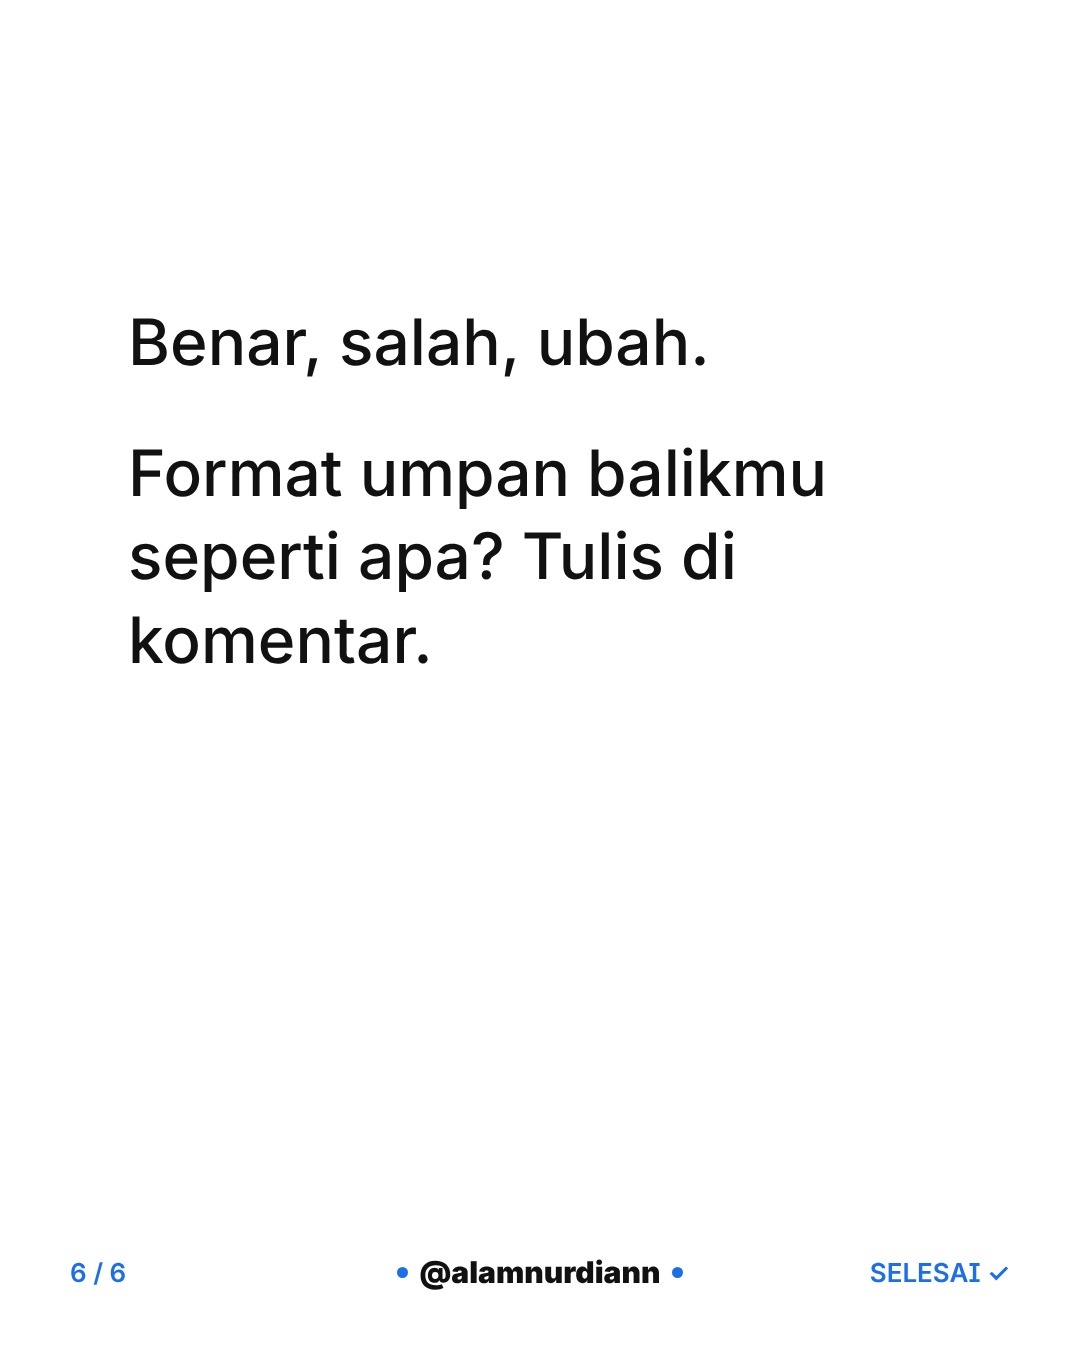 Benar, salah, ubah.
Format umpan balikmu
seperti apa? Tulis di
komentar.
6 / 6
@alamnurdiann
SELESAI ✓